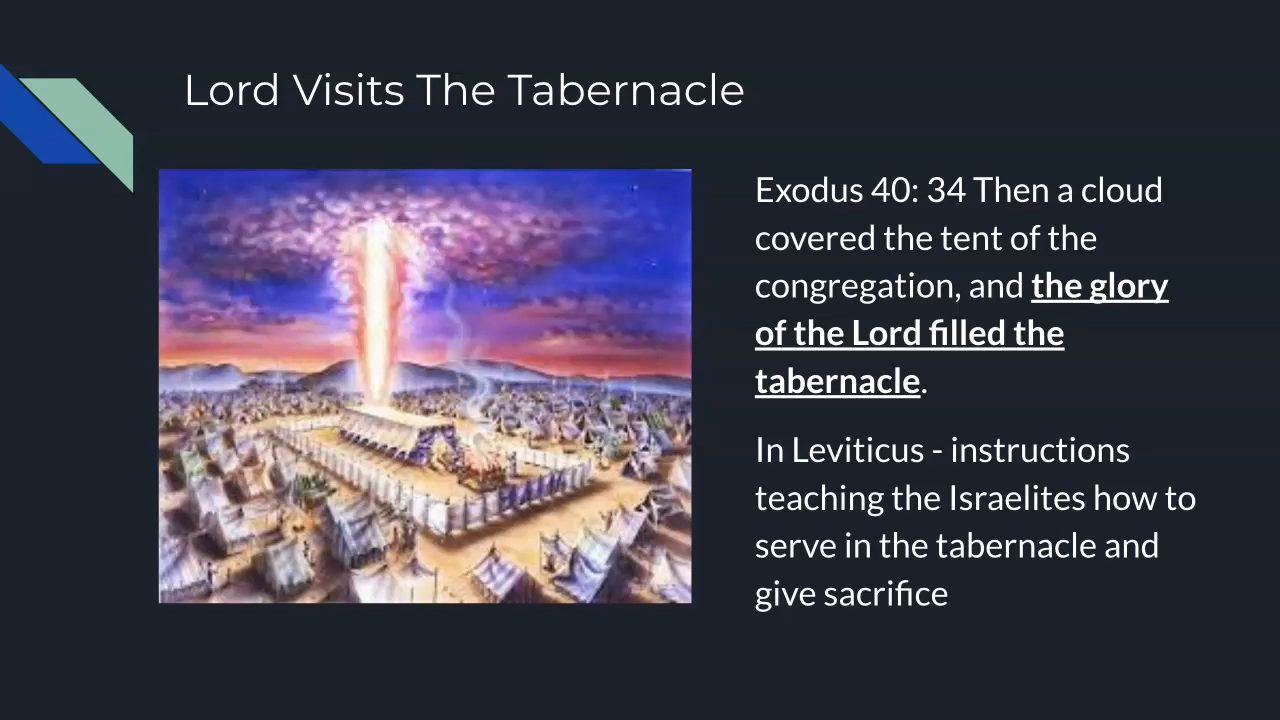 Lord Visits The Tabernacle
Exodus 40: 34 Then a cloud
covered the tent of the
congregation, and the glory
of the Lord filled the
tabernacle.
In Leviticus - instructions
teaching the Israelites how to
serve in the tabernacle and
give sacrifice